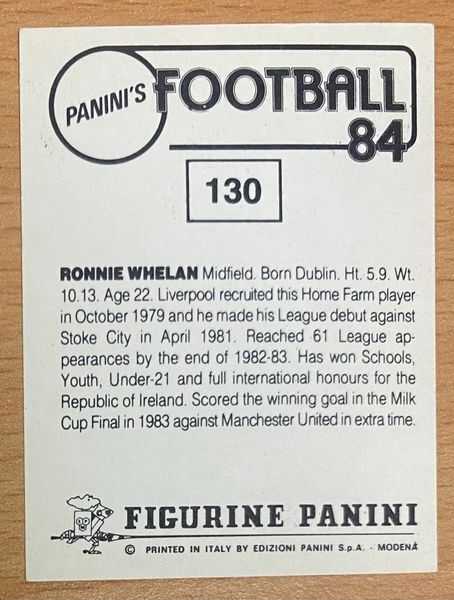 PANINI'S FOOTBALL
84
130
RONNIE WHELAN Midfield. Born Dublin. Ht. 5.9. Wt.
10.13. Age 22. Liverpool recruited this Home Farm player
in October 1979 and he made his League debut against
Stoke City in April 1981. Reached 61 League ap-
pearances by the end of 1982-83. Has won Schools,
Youth, Under-21 and full international honours for the
Republic of Ireland. Scored the winning goal in the Milk
Cup Final in 1983 against Manchester United in extra time.
FIGURINE PANINI
© PRINTED IN ITALY BY EDIZIONI PANINI S.p.A. - MODENA